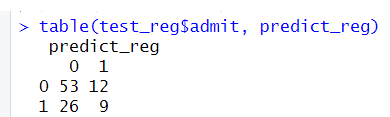 > table(test_reg$admit, predict_reg)
predict_reg
0 1
0 53 12
1 26 9